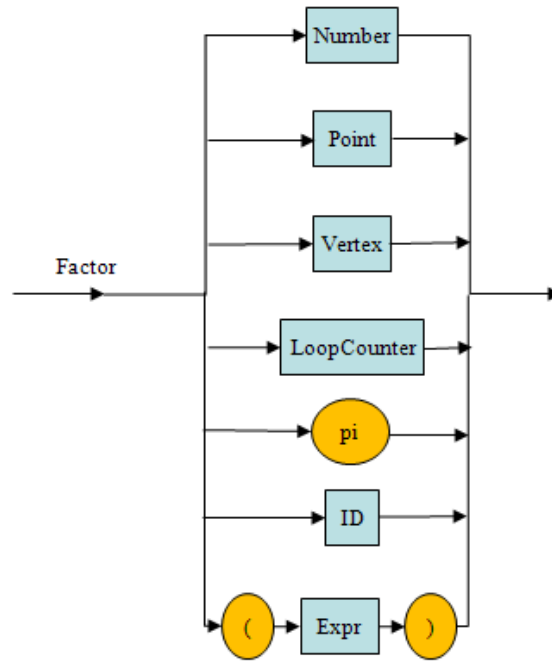 Number
Point
Vertex
Factor
LoopCounter
pi
ID
( Expr )